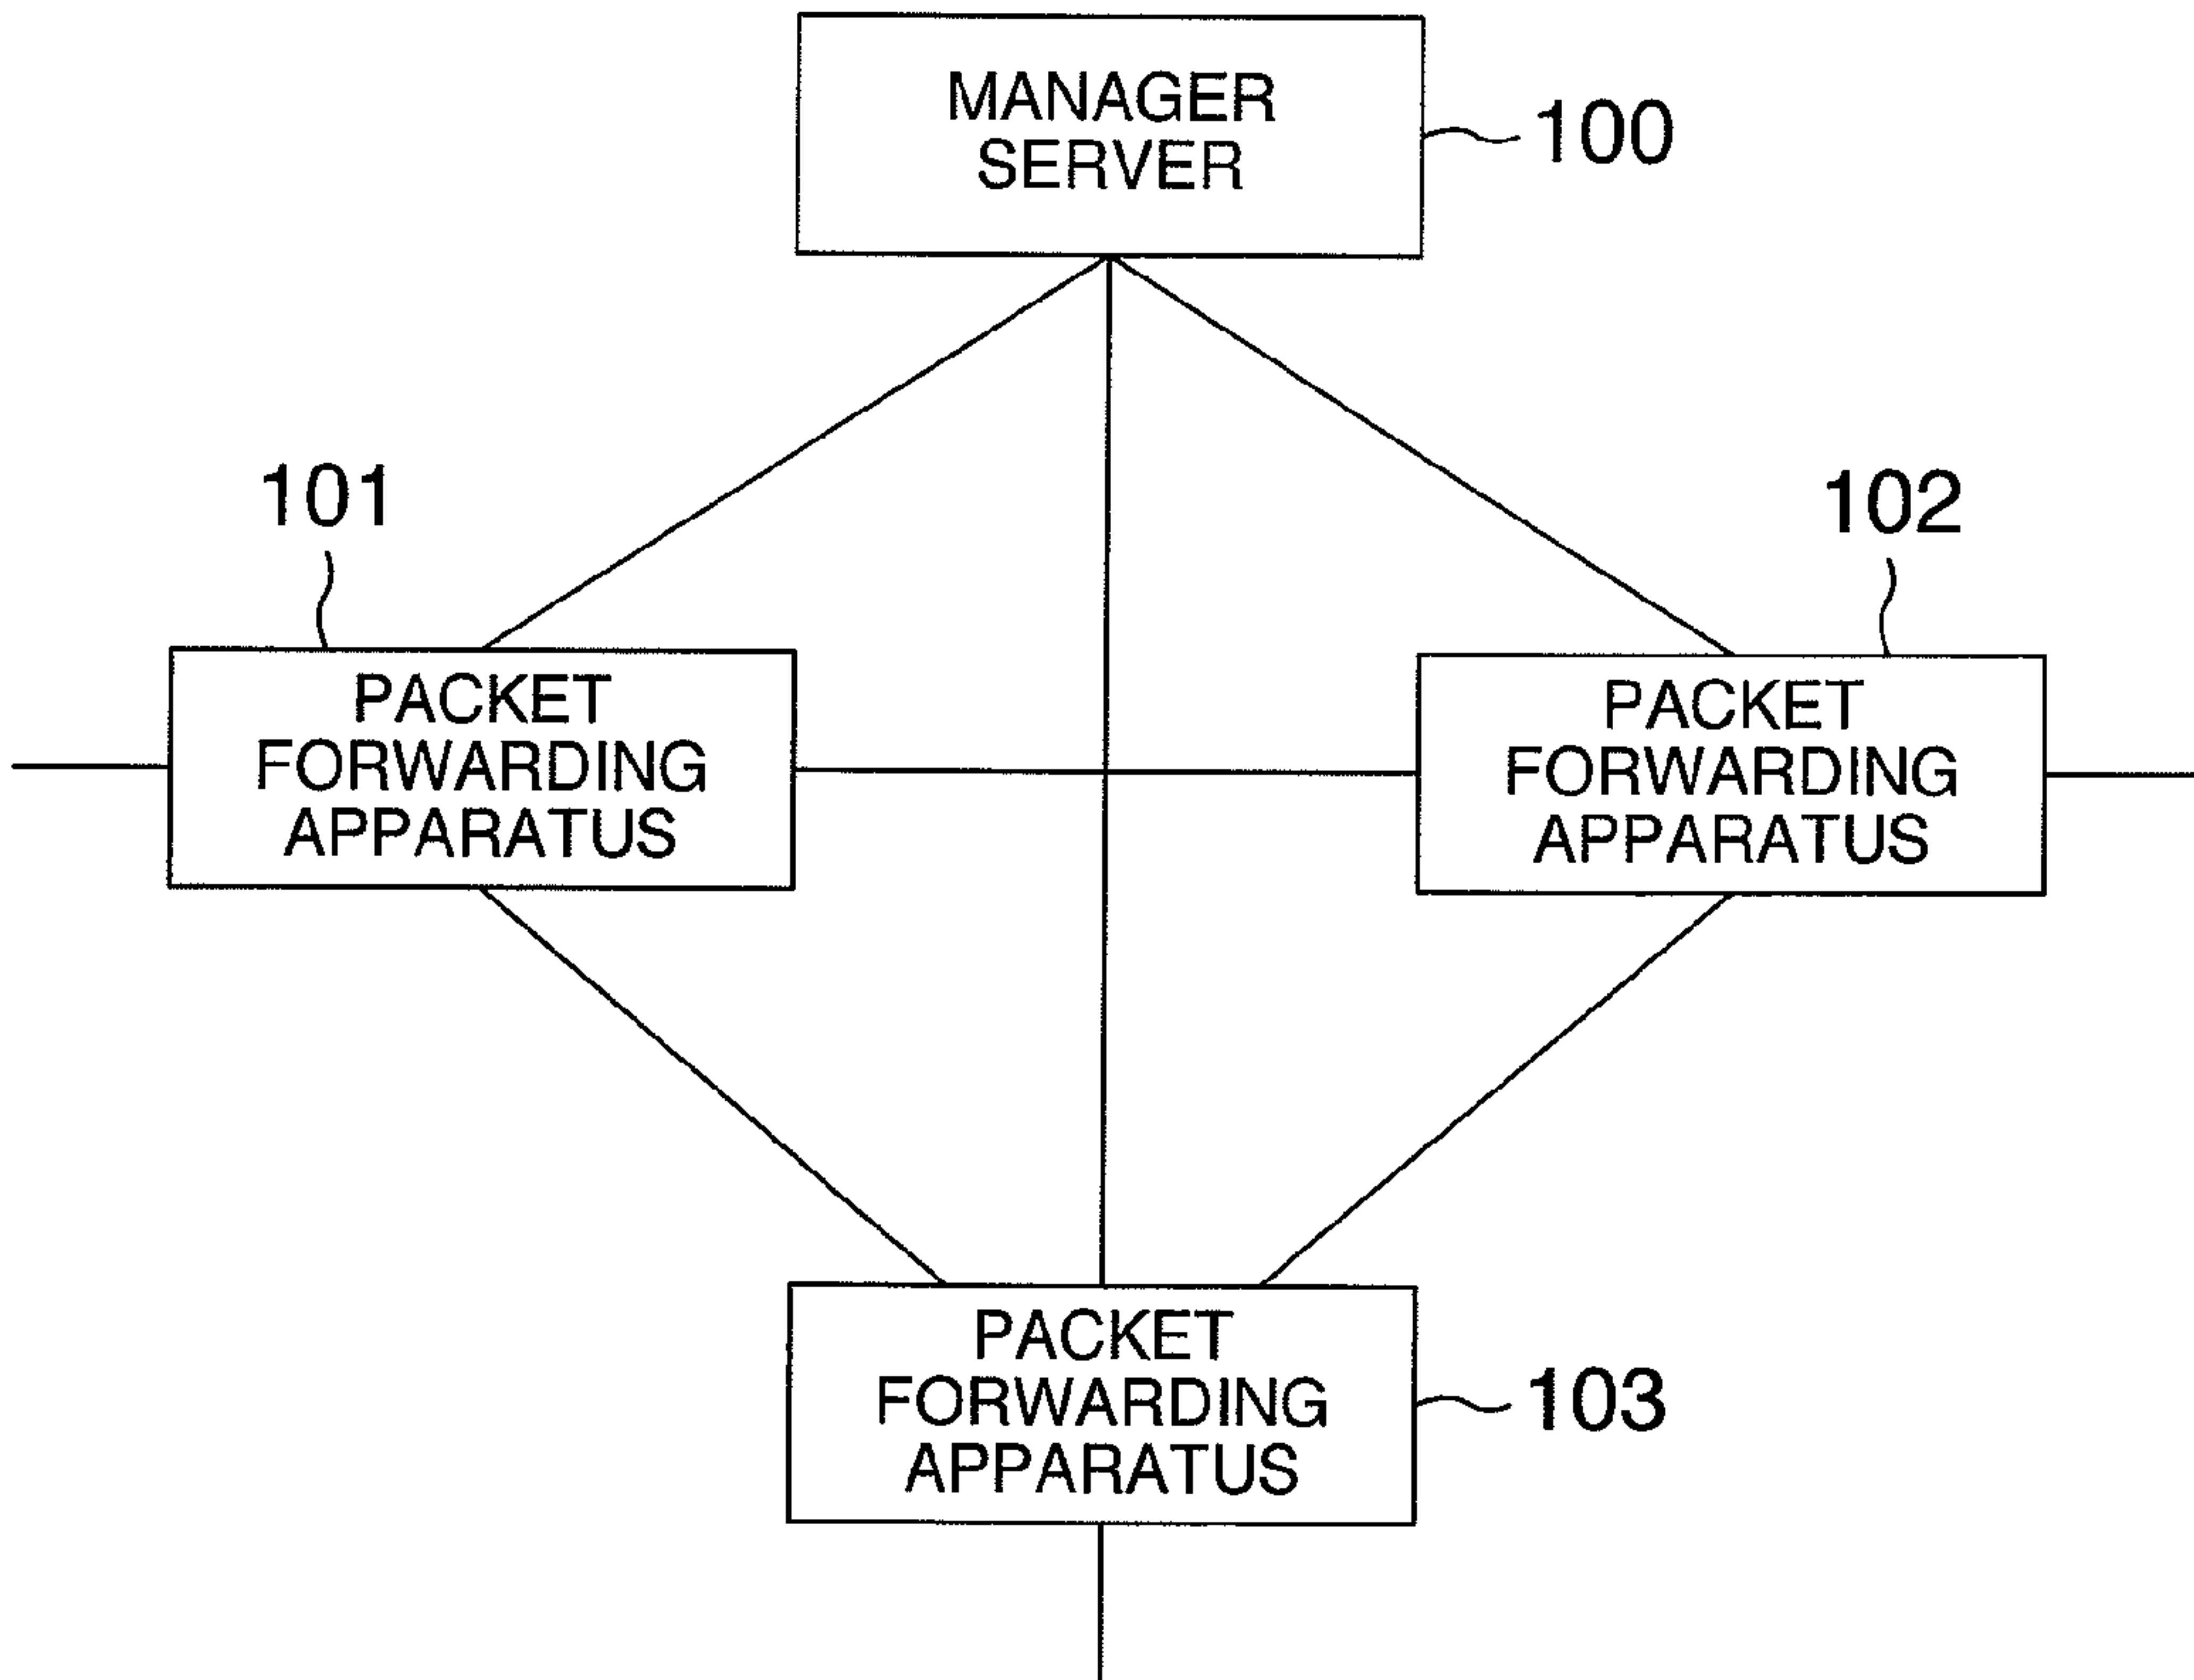 MANAGER
SERVER
100
101
102
PACKET
FORWARDING
APPARATUS
PACKET
FORWARDING
APPARATUS
PACKET
FORWARDING
APPARATUS
103